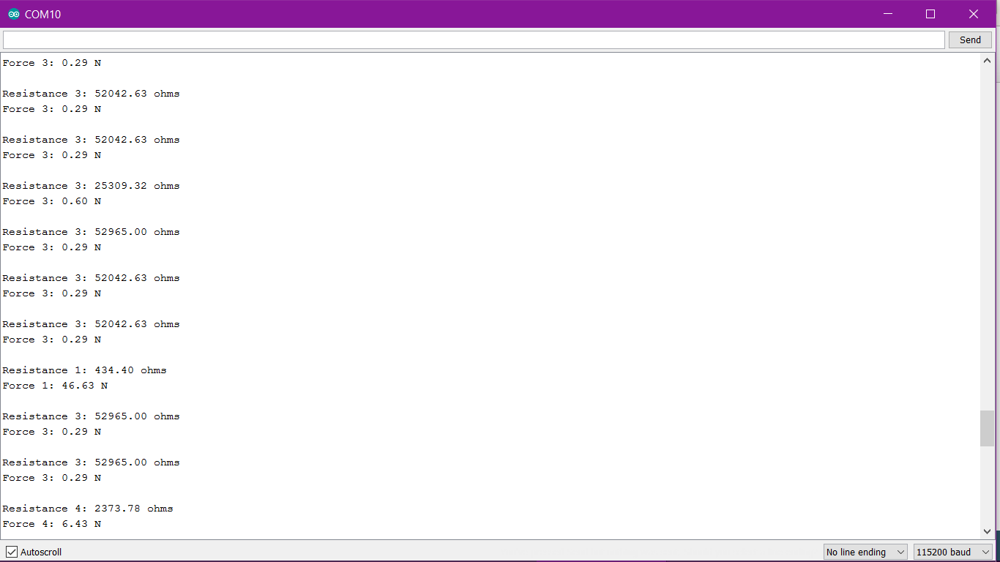 COM10
Send
Force 3: 0.29 N
Resistance 3: 52042.63 ohms
Force 3: 0.29 N
Resistance 3: 52042.63 ohms
Force 3: 0.29 N
Resistance 3: 25309.32 ohms
Force 3: 0.60 N
Resistance 3: 52965.00 ohms
Force 3: 0.29 N
Resistance 3: 52042.63 ohms
Force 3: 0.29 N
Resistance 3: 52042.63 ohms
Force 3: 0.29 N
Resistance 1: 434.40 ohms
Force 1: 46.63 N
Resistance 3: 52965.00 ohms
Force 3: 0.29 N
Resistance 3: 52965.00 ohms
Force 3: 0.29 N
Resistance 4: 2373.78 ohms
Force 4: 6.43 N
Autoscroll
No line ending
115200 baud